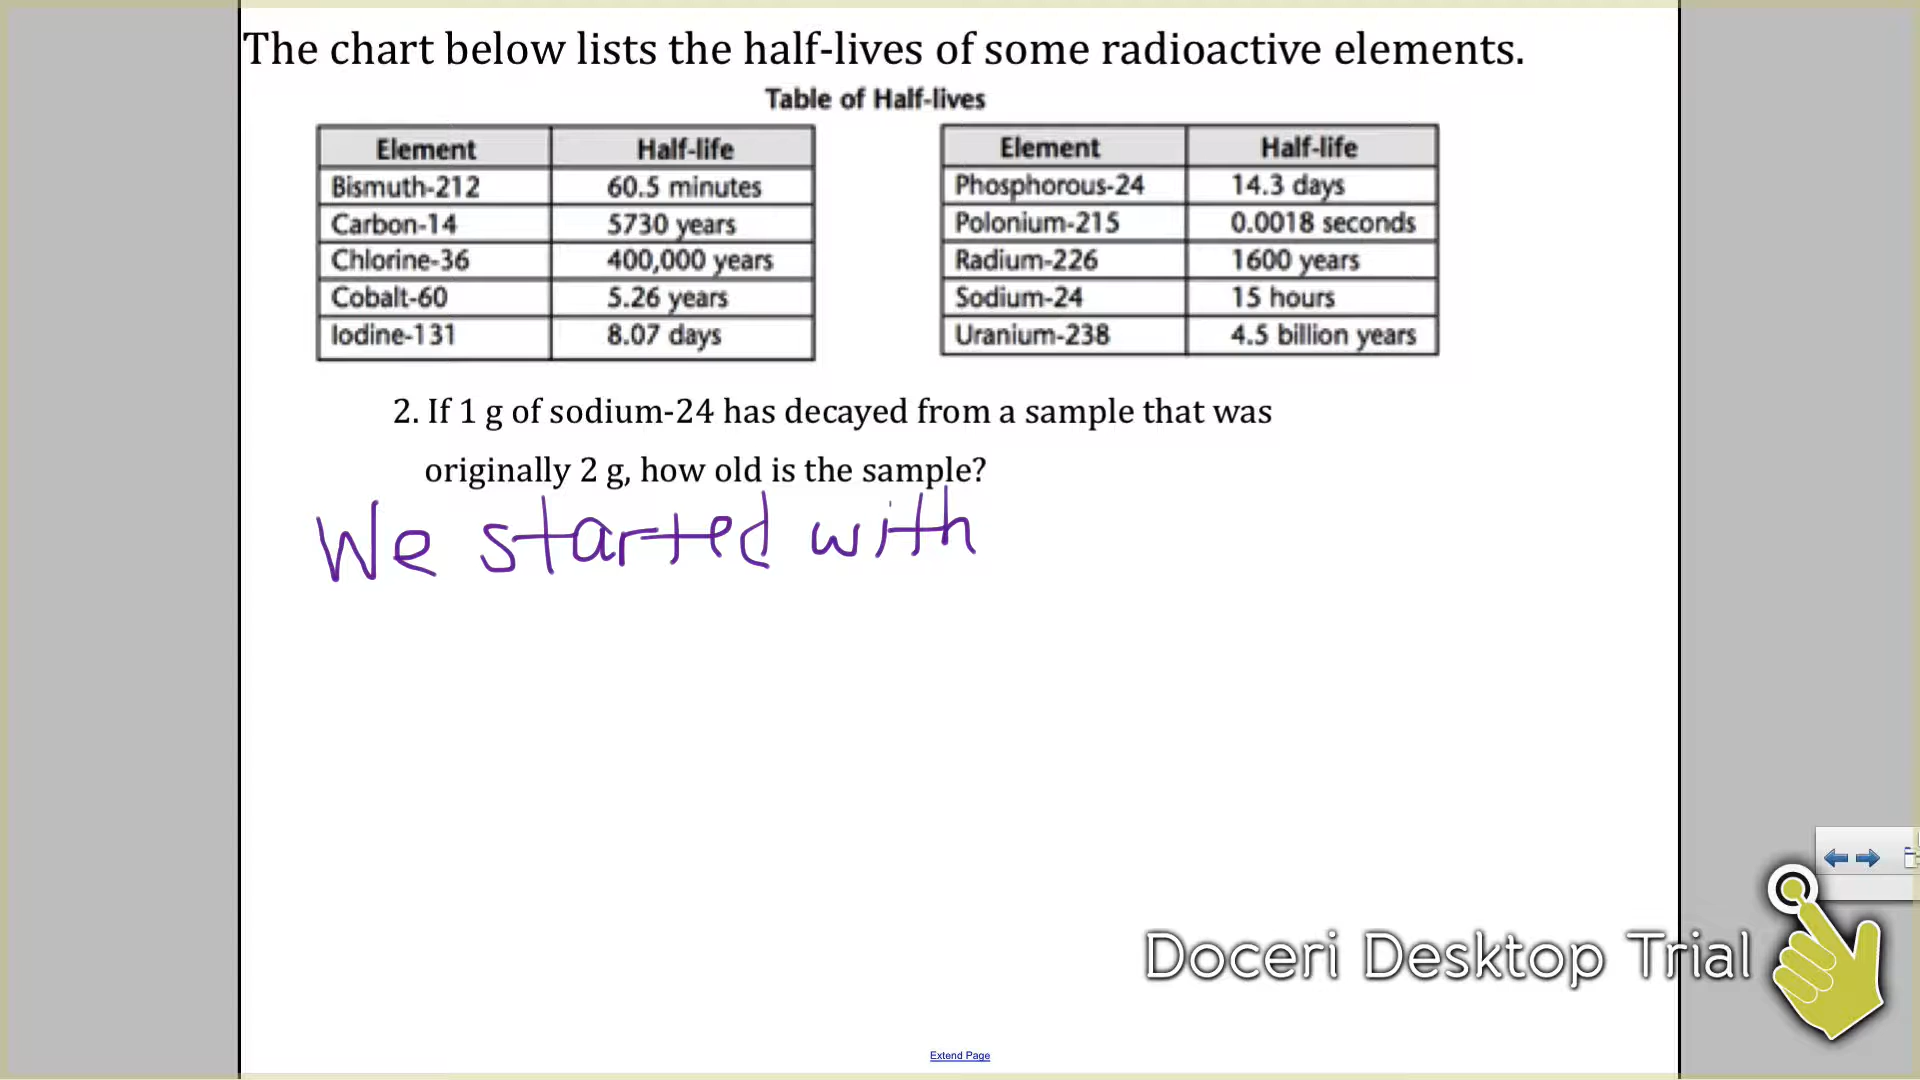 The chart below lists the half-lives of some radioactive elements.
Table of Half-lives
Element Half-life
Bismuth-212 60.5 minutes
Carbon-14 5730 years
Chlorine-36 400,000 years
Cobalt-60 5.26 years
Iodine-131 8.07 days
Element Half-life
Phosphorous-24 14.3 days
Polonium-215 0.0018 seconds
Radium-226 1600 years
Sodium-24 15 hours
Uranium-238 4.5 billion years
2. If 1 g of sodium-24 has decayed from a sample that was
originally 2 g, how old is the sample?
We started with
Doceri Desktop Trial
Extend Page